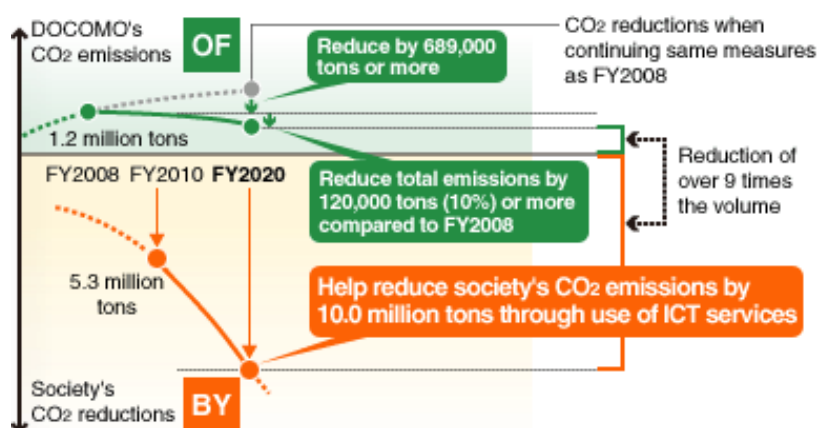 DOCOMO's
CO2 emissions
OF
Reduce by 689,000
tons or more
CO2 reductions when
continuing same measures
as FY2008
1.2 million tons
FY2008 FY2010 FY2020
Reduce total emissions by
120,000 tons (10%) or more
compared to FY2008
Reduction of
over 9 times
the volume
5.3 million
tons
Help reduce society's CO2 emissions by
10.0 million tons through use of ICT services
Society's
CO2 reductions
BY